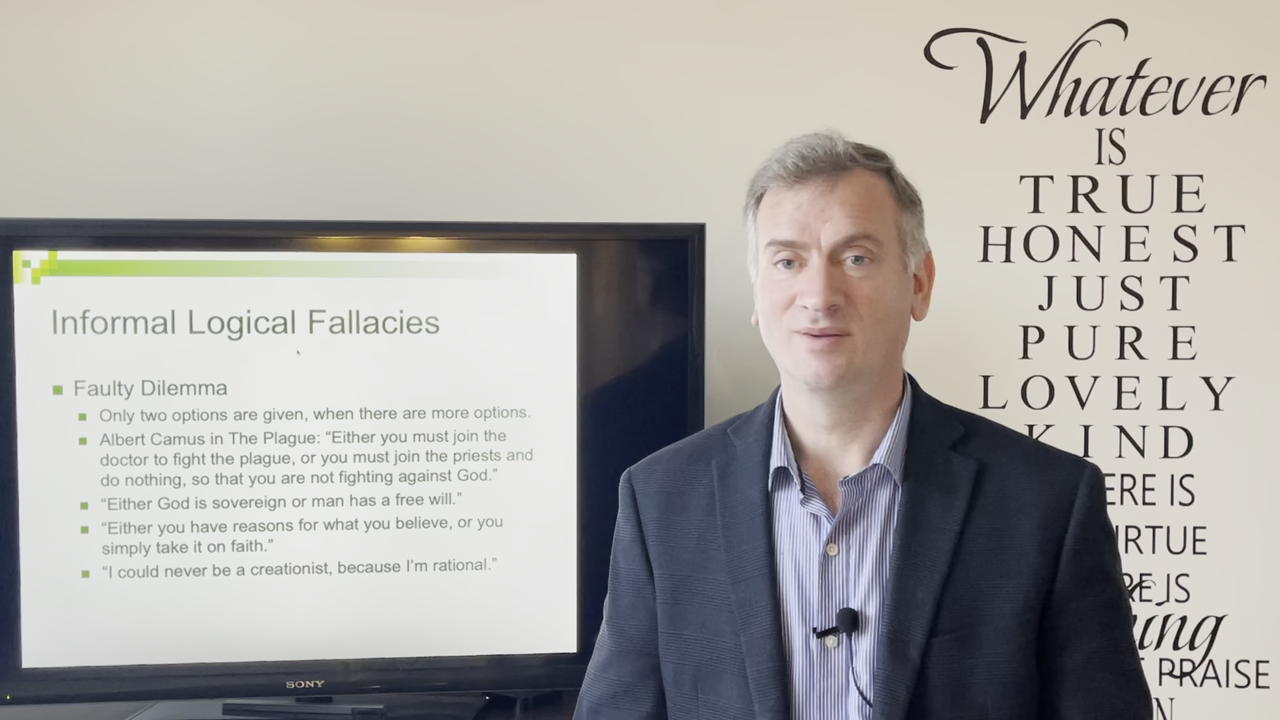 Informal Logical Fallacies
Faulty Dilemma
Only two options are given, when there are more options.
Albert Camus in The Plague: “Either you must join the
doctor to fight the plague, or you must join the priests and
do nothing, so that you are not fighting against God.”
“Either God is sovereign or man has a free will.”
“Either you have reasons for what you believe, or you
simply take it on faith.”
“I could never be a creationist, because I’m rational.”
SONY
Whatever
IS
TRUE
HONEST
JUST
PURE
LOVELY
KIND
IS
IS
PRAISE